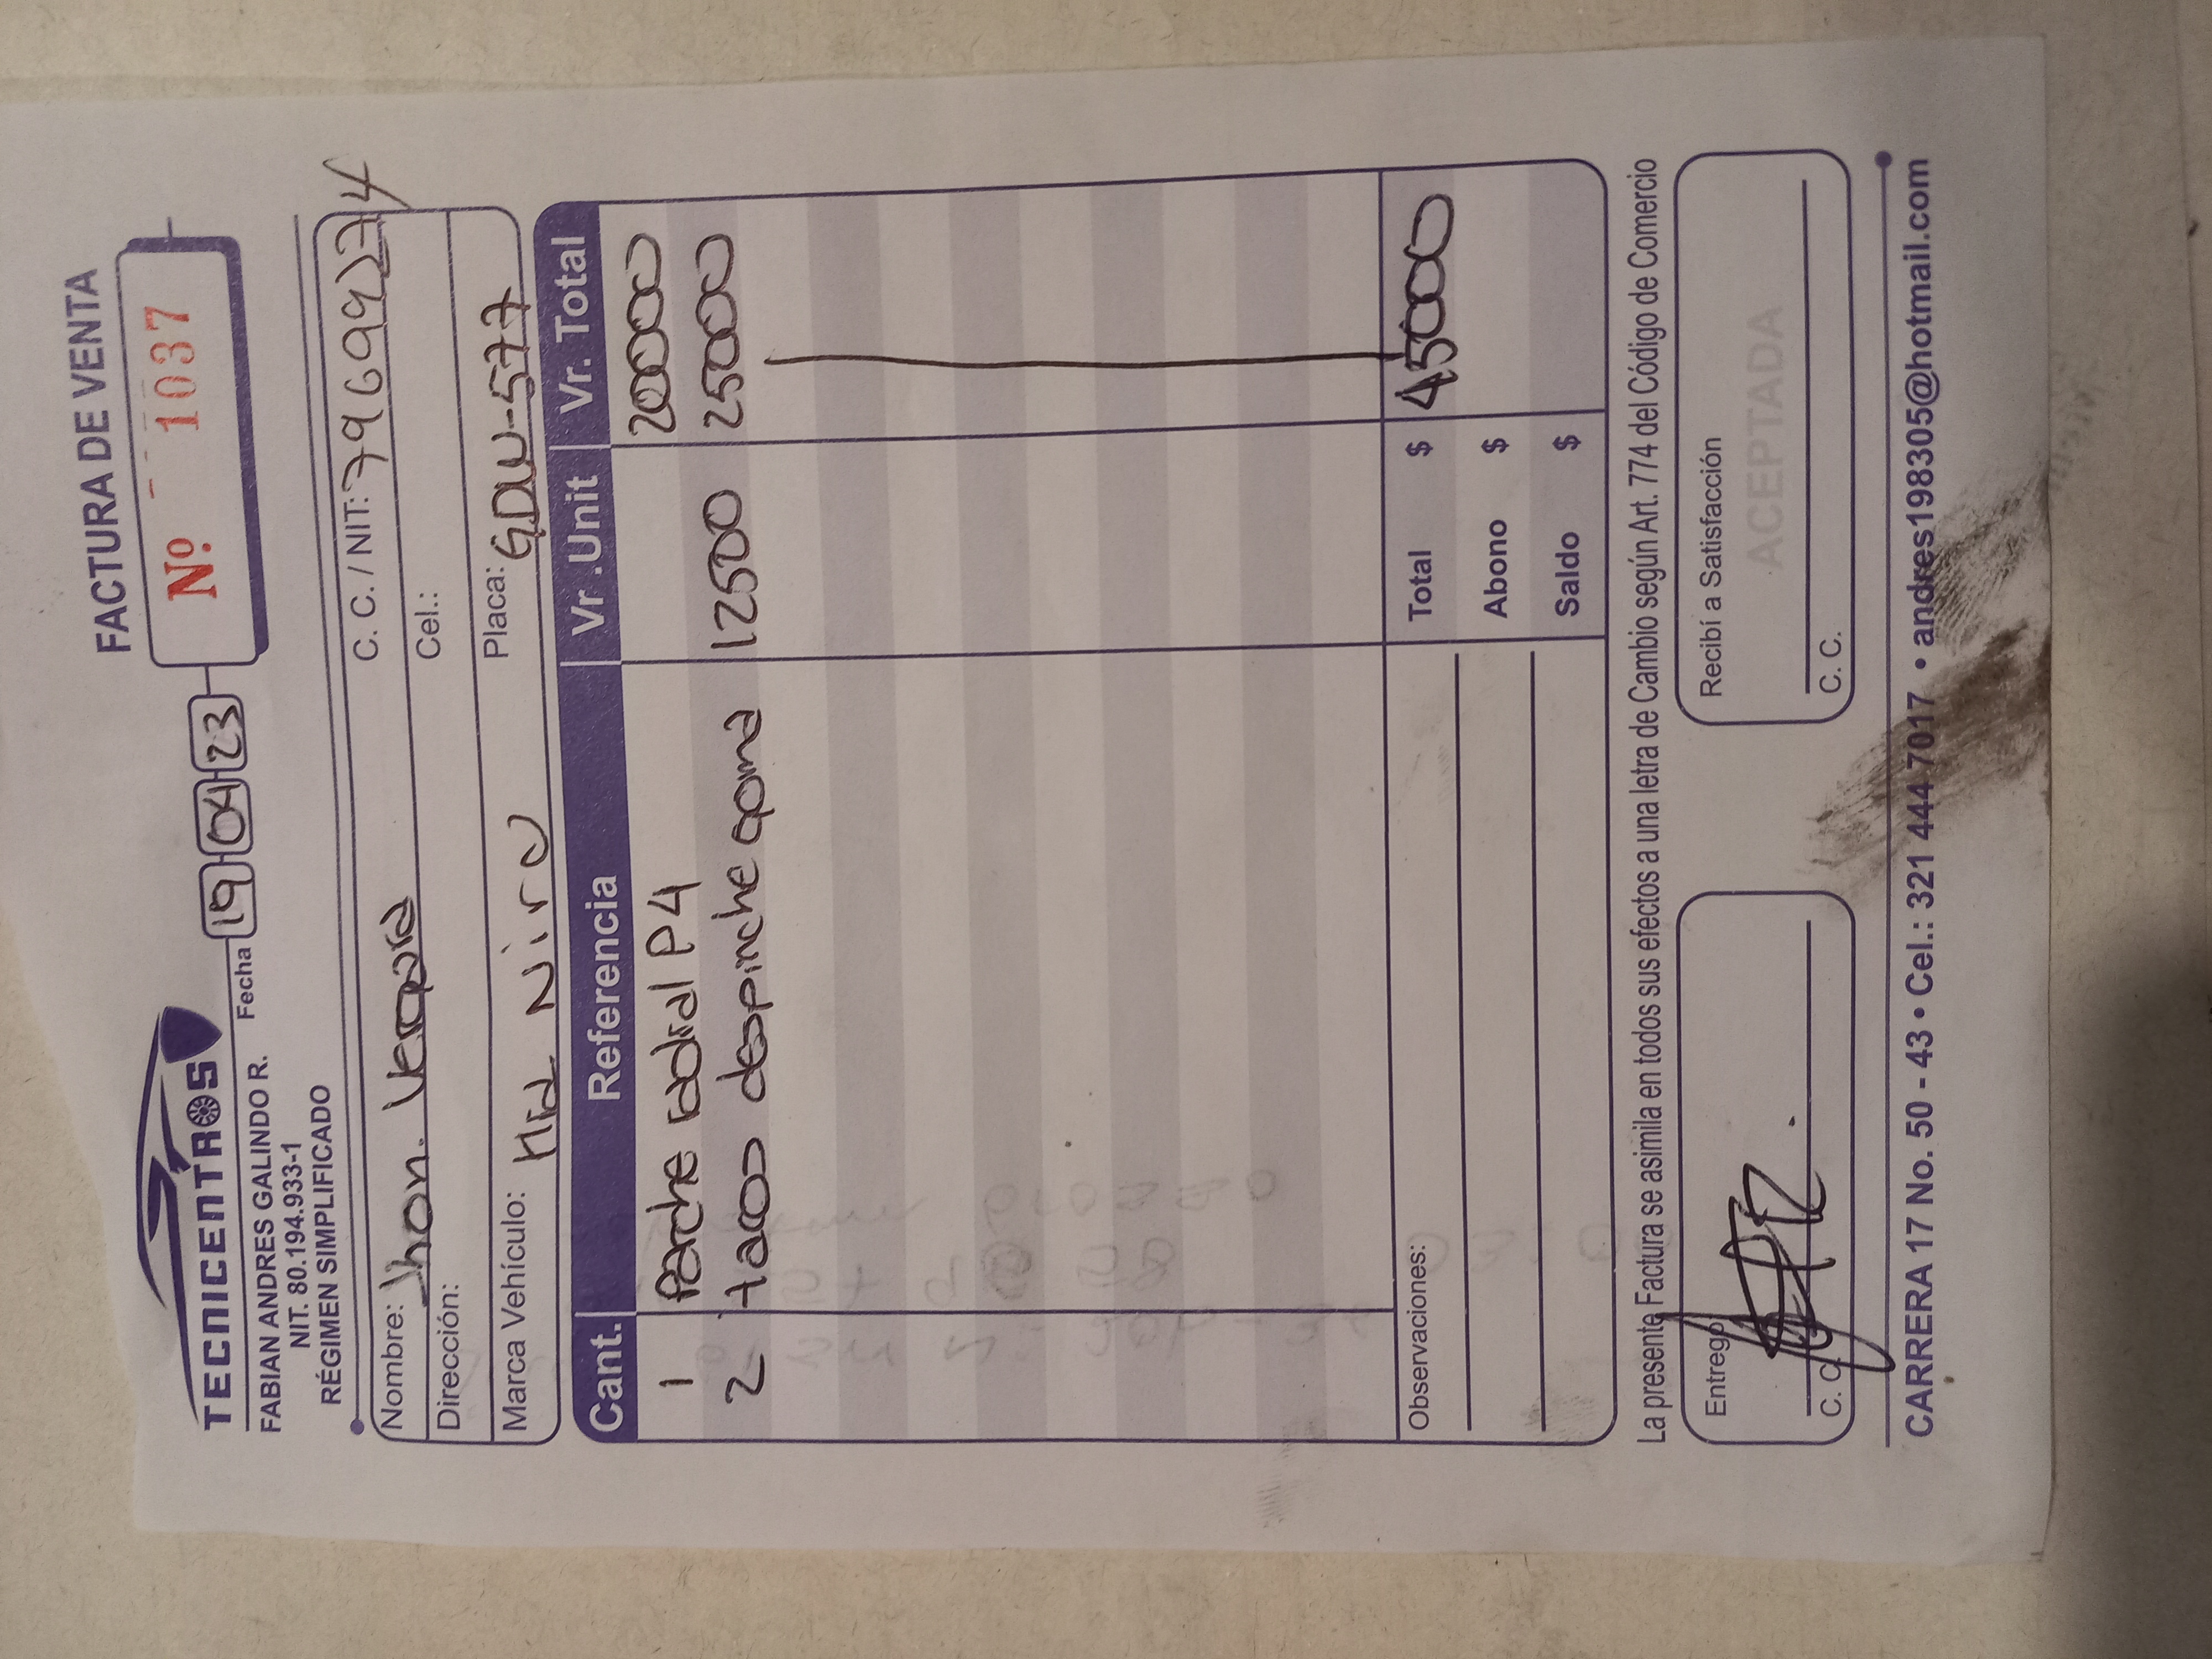 FACTURA DE VENTA
TECNICENTROS
FABIAN ANDRES GALINDO R.
NIT. 80.194.933-1
RÉGIMEN SIMPLIFICADO
Fecha 19 04 23
Nº 1037
Nombre: Jhon. Vergara C. C. / NIT:
Dirección: Cel.:
Marca Vehículo: Kia Niro Placa: GDW-577
Cant. Referencia Vr .Unit Vr. Total
1 Parche radial P4 20000
2 tacos despinche goma 12500 25000
Observaciones: Total $ 45000
Abono $
Saldo $
La presente Factura se asimila en todos sus efectos a una letra de Cambio según Art. 774 del Código de Comercio
Entregó Recibí a Satisfacción
ACEPTADA
C. C. C. C.
CARRERA 17 No. 50 - 43 • Cel.: 321 444 7017 • andres198305@hotmail.com